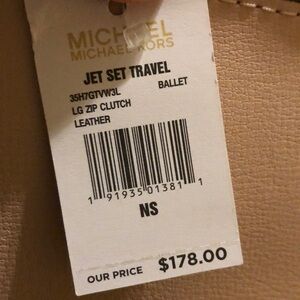 MICHAEL
MICHAEL KORS
JET SET TRAVEL
35H7GTVW3L BALLET
LG ZIP CLUTCH
LEATHER
1 91935 01381 1
NS
OUR PRICE $178.00